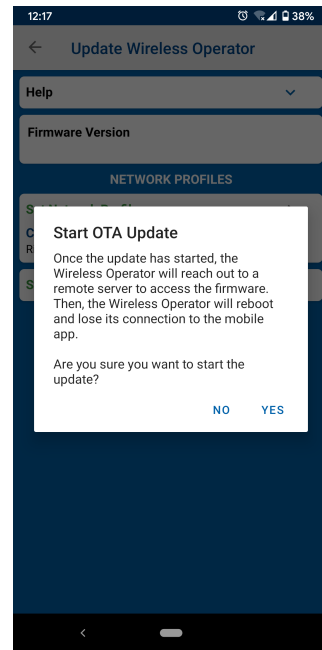 12:17
38%
Update Wireless Operator
Help
Firmware Version
NETWORK PROFILES
Start OTA Update
Once the update has started, the
Wireless Operator will reach out to a
remote server to access the firmware.
Then, the Wireless Operator will reboot
and lose its connection to the mobile
app.
Are you sure you want to start the
update?
NO
YES